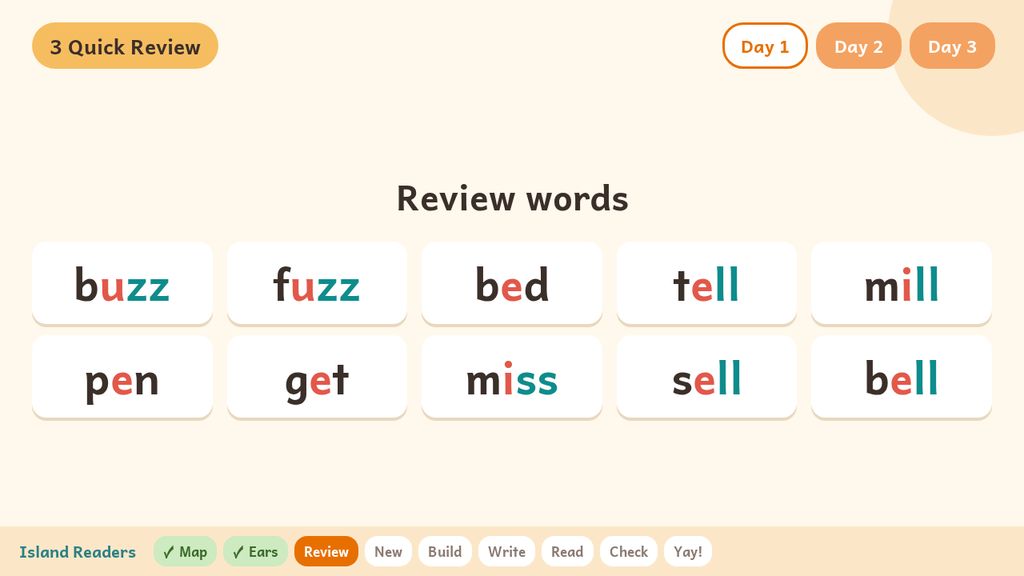 3 Quick Review
Day 1 Day 2 Day 3
Review words
buzz fuzz bed tell mill
pen get miss sell bell
Island Readers ✓ Map ✓ Ears Review New Build Write Read Check Yay!